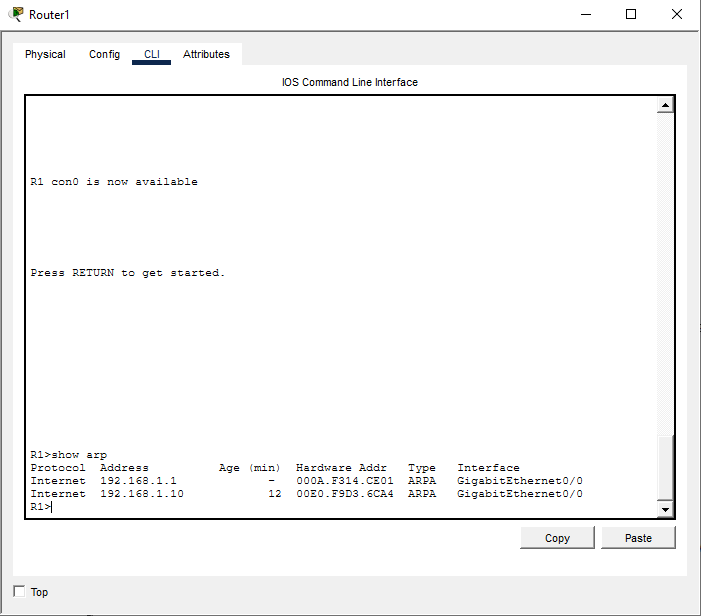 Router1
Physical Config CLI Attributes
IOS Command Line Interface
R1 con0 is now available
Press RETURN to get started.
R1>show arp
Protocol  Address          Age (min)  Hardware Addr   Type   Interface
Internet  192.168.1.1             -   000A.F314.CE01  ARPA   GigabitEthernet0/0
Internet  192.168.1.10            12  00E0.F9D3.6CA4  ARPA   GigabitEthernet0/0
R1>
Copy Paste
Top